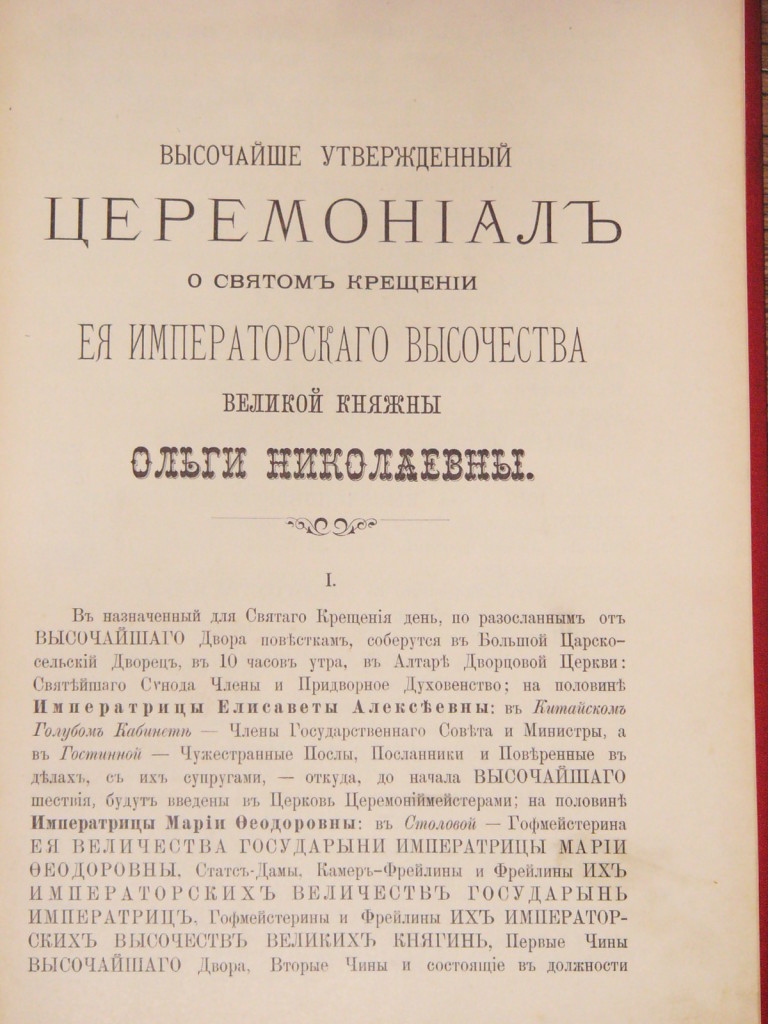 ВЫСОЧАЙШЕ УТВЕРЖДЕННЫЙ
ЦЕРЕМОНІАЛЪ
О СВЯТОМЪ КРЕЩЕНІИ
ЕЯ ИМПЕРАТОРСКАГО ВЫСОЧЕСТВА
ВЕЛИКОЙ КНЯЖНЫ
ОЛЬГИ НИКОЛАЕВНЫ.
I.
Въ назначенный для Святаго Крещенія день, по разосланнымъ отъ
ВЫСОЧАЙШАГО Двора повѣсткамъ, соберутся въ Большой Царско-
сельскій Дворецъ, въ 10 часовъ утра, въ Алтарѣ Дворцовой Церкви:
Святѣйшаго Сѵнода Члены и Придворное Духовенство; на половинѣ
Императрицы Елисаветы Алексѣевны: въ Китайскомъ
Голубомъ Кабинетѣ — Члены Государственнаго Совѣта и Министры, а
въ Гостинной — Чужестранные Послы, Посланники и Повѣренные въ
дѣлахъ, съ ихъ супругами, — откуда, до начала ВЫСОЧАЙШАГО
шествія, будутъ введены въ Церковь Церемоніймейстерами; на половинѣ
Императрицы Маріи Ѳеодоровны: въ Столовой — Гофмейстерина
ЕЯ ВЕЛИЧЕСТВА ГОСУДАРЫНИ ИМПЕРАТРИЦЫ МАРІИ
ѲЕОДОРОВНЫ, Статсъ-Дамы, Камеръ-Фрейлины и Фрейлины ИХЪ
ИМПЕРАТОРСКИХЪ ВЕЛИЧЕСТВЪ ГОСУДАРЫНЬ
ИМПЕРАТРИЦЪ, Гофмейстерины и Фрейлины ИХЪ ИМПЕРАТОР-
СКИХЪ ВЫСОЧЕСТВЪ ВЕЛИКИХЪ КНЯГИНЬ, Первые Чины
ВЫСОЧАЙШАГО Двора, Вторые Чины и состоящіе въ должности